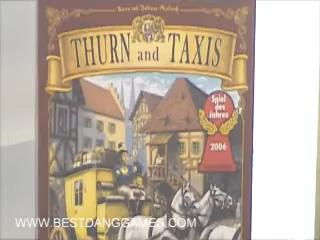 THURN and TAXIS
Spiel
des
Jahres
2006
WWW.BESTDANGGAMES.COM